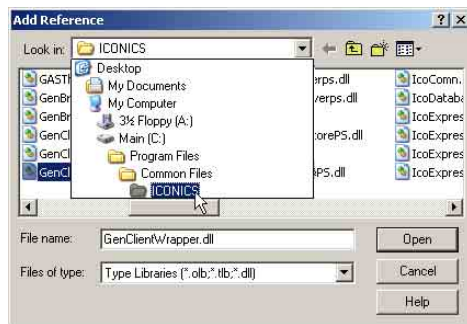 Add Reference
Look in: ICONICS
Desktop
My Documents
My Computer
3½ Floppy (A:)
Main (C:)
Program Files
Common Files
ICONICS
GASTh
GenBr
GenBr
GenCl
GenCl
GenCl
erps.dll
verps.dll
orePS.dll
PS.dll
IcoComn.
IcoDataba
IcoExpres
IcoExpres
IcoExpres
IcoExpres
File name: GenClientWrapper.dll Open
Files of type: Type Libraries (*.olb;*.tlb;*.dll) Cancel
Help